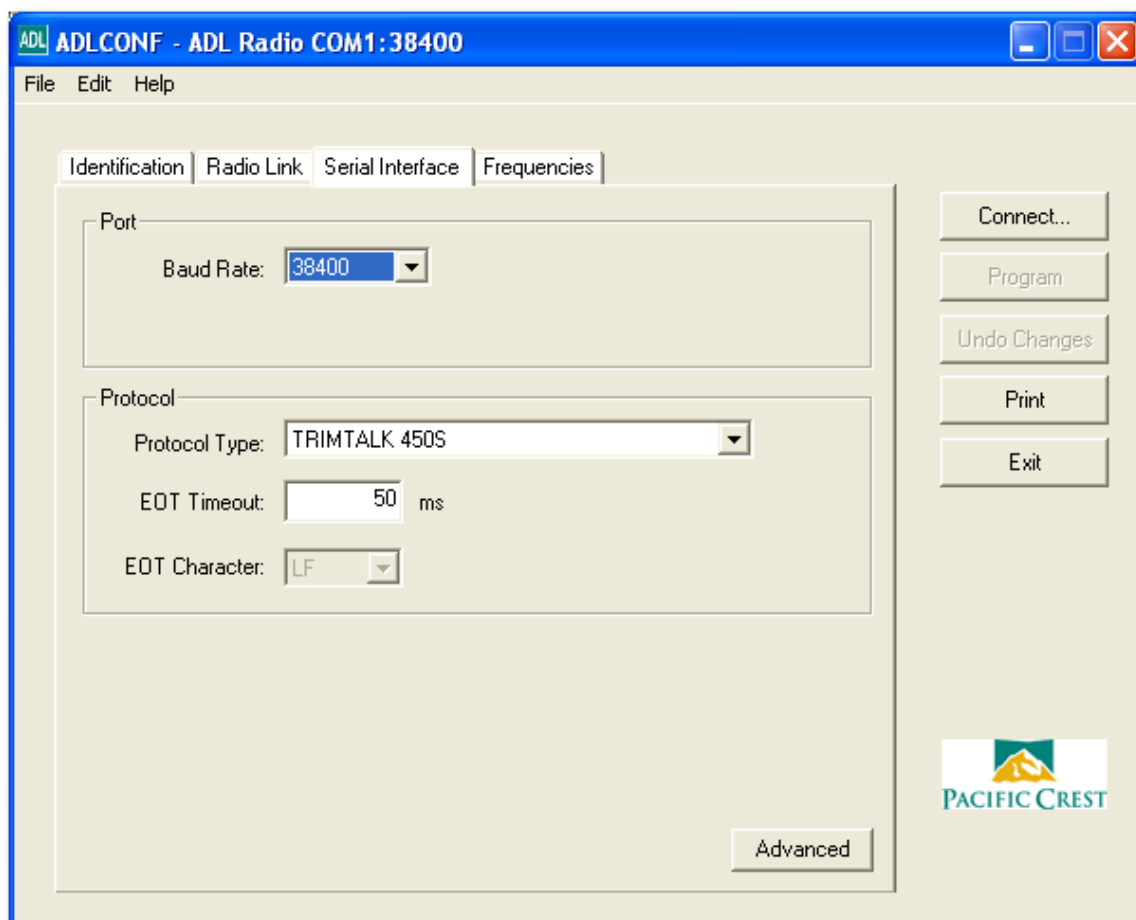 ADL ADLCONF - ADL Radio COM1:38400
File Edit Help
Identification Radio Link Serial Interface Frequencies
Port
Baud Rate: 38400
Protocol
Protocol Type: TRIMTALK 450S
EOT Timeout: 50 ms
EOT Character: LF
Advanced
Connect...
Program
Undo Changes
Print
Exit
PACIFIC CREST